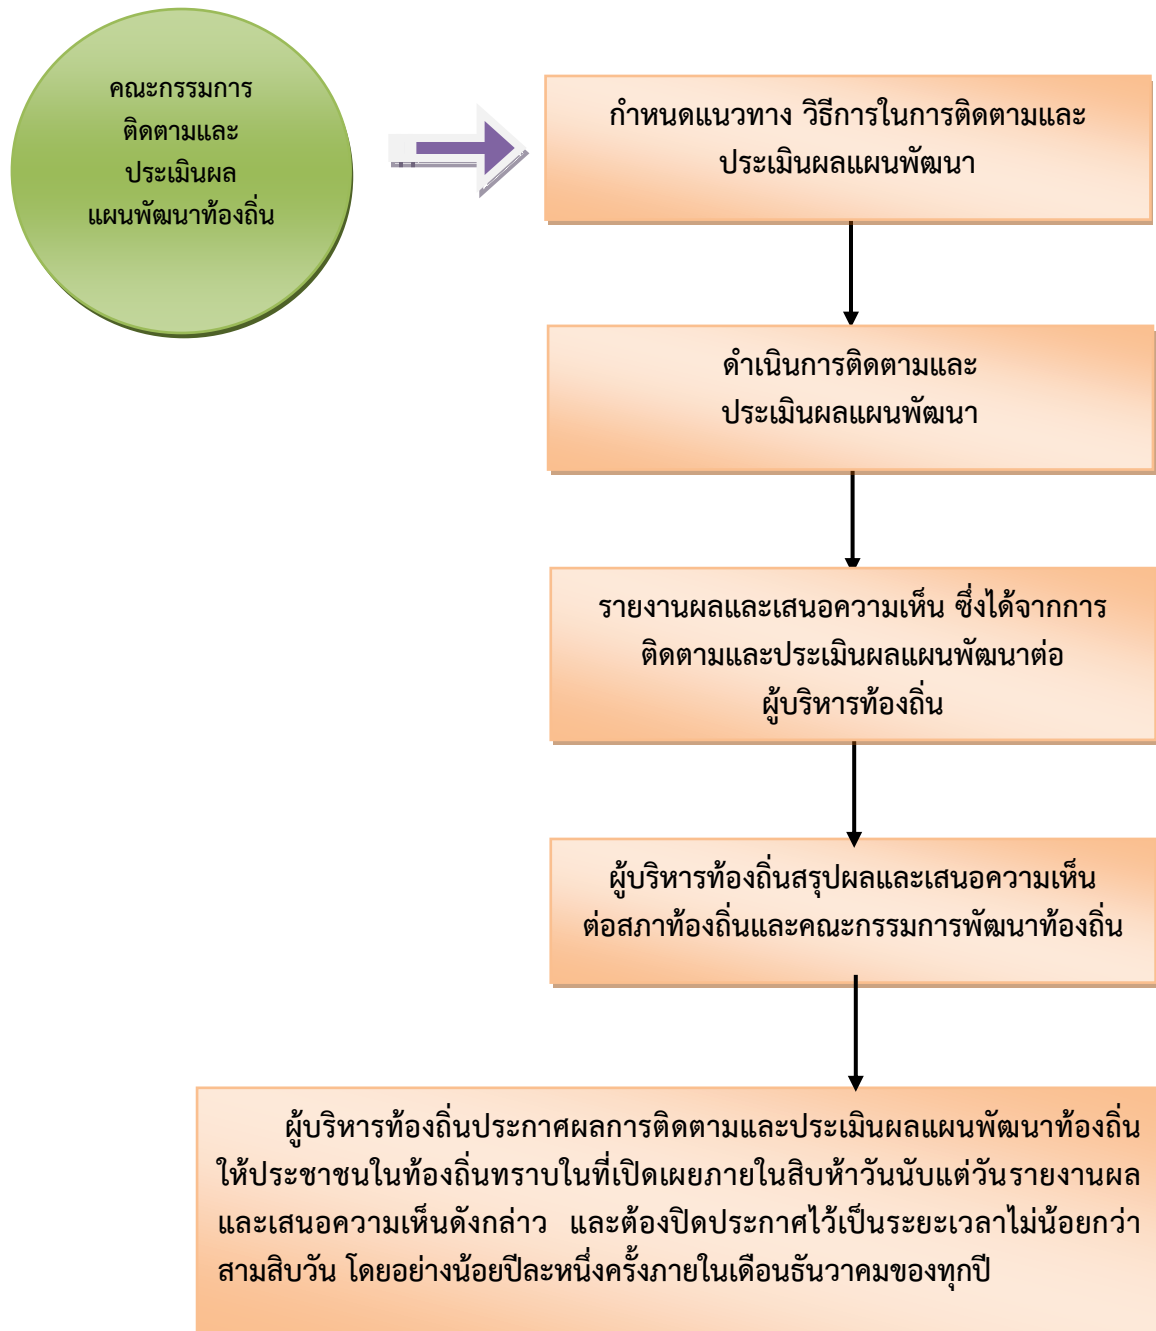 คณะกรรมการ
ติดตามและ
ประเมินผล
แผนพัฒนาท้องถิ่น
กำหนดแนวทาง วิธีการในการติดตามและ
ประเมินผลแผนพัฒนา
ดำเนินการติดตามและ
ประเมินผลแผนพัฒนา
รายงานผลและเสนอความเห็น ซึ่งได้จากการ
ติดตามและประเมินผลแผนพัฒนาต่อ
ผู้บริหารท้องถิ่น
ผู้บริหารท้องถิ่นสรุปผลและเสนอความเห็น
ต่อสภาท้องถิ่นและคณะกรรมการพัฒนาท้องถิ่น
ผู้บริหารท้องถิ่นประกาศผลการติดตามและประเมินผลแผนพัฒนาท้องถิ่น
ให้ประชาชนในท้องถิ่นทราบในที่เปิดเผยภายในสิบห้าวันนับแต่วันรายงานผล
และเสนอความเห็นดังกล่าว และต้องปิดประกาศไว้เป็นระยะเวลาไม่น้อยกว่า
สามสิบวัน โดยอย่างน้อยปีละหนึ่งครั้งภายในเดือนธันวาคมของทุกปี